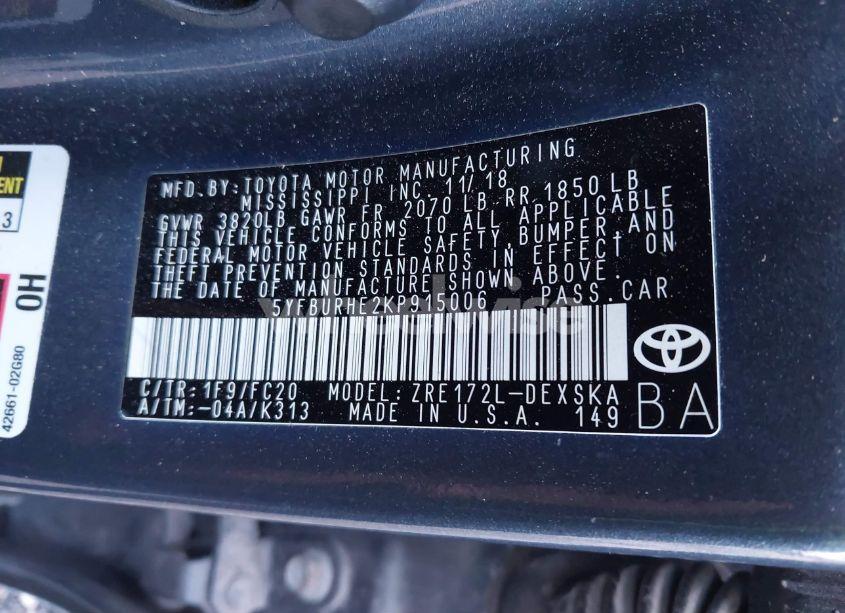 MFD. BY:TOYOTA MOTOR MANUFACTURING
MISSISSIPPI INC. 11/18
GVWR 3820LB GAWR FR. 2070 LB RR 1850 LB
THIS VEHICLE CONFORMS TO ALL APPLICABLE
FEDERAL MOTOR VEHICLE SAFETY, BUMPER, AND
THEFT PREVENTION STANDARDS IN EFFECT ON
THE DATE OF MANUFACTURE SHOWN ABOVE.
5YFBURHE2KP915006 PASS. CAR
C/TR: 1F9/FC20 MODEL: ZRE172L-DEXSKA
A/TM: -04A/K313 MADE IN U.S.A. 149
BA
OH
42661-02G80
3